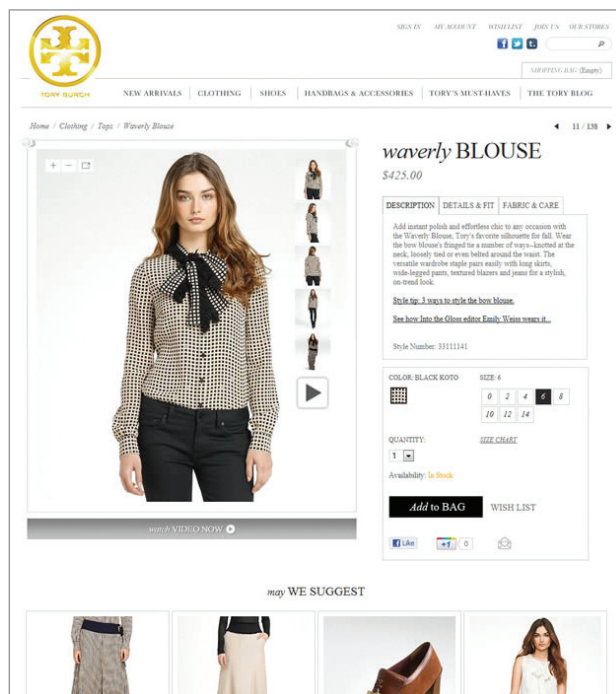 SIGN IN MY ACCOUNT WISH LIST JOIN US OUR STORES
SHOPPING BAG (Empty)
TORY BURCH
NEW ARRIVALS CLOTHING SHOES HANDBAGS & ACCESSORIES TORY'S MUST-HAVES THE TORY BLOG
Home / Clothing / Tops / Waverly Blouse
11 / 138
waverly BLOUSE
$425.00
DESCRIPTION DETAILS & FIT FABRIC & CARE
Add instant polish and effortless chic to any occasion with
the Waverly Blouse, Tory's favorite silhouette for fall. Wear
the bow blouse's fringed tie a number of ways--knotted at the
neck, loosely tied or even belted around the waist. The
versatile wardrobe staple pairs easily with long skirts,
wide-legged pants, textured blazers and jeans for a stylish,
on-trend look.
Style tip: 3 ways to style the bow blouse.
See how Into the Gloss editor Emily Weiss wears it...
Style Number: 33111141
COLOR: BLACK KOTO SIZE: 6
0 2 4 6 8
10 12 14
QUANTITY: SIZE CHART
1
Availability: In Stock
Add to BAG WISH LIST
Like +1 0
watch VIDEO NOW
may WE SUGGEST